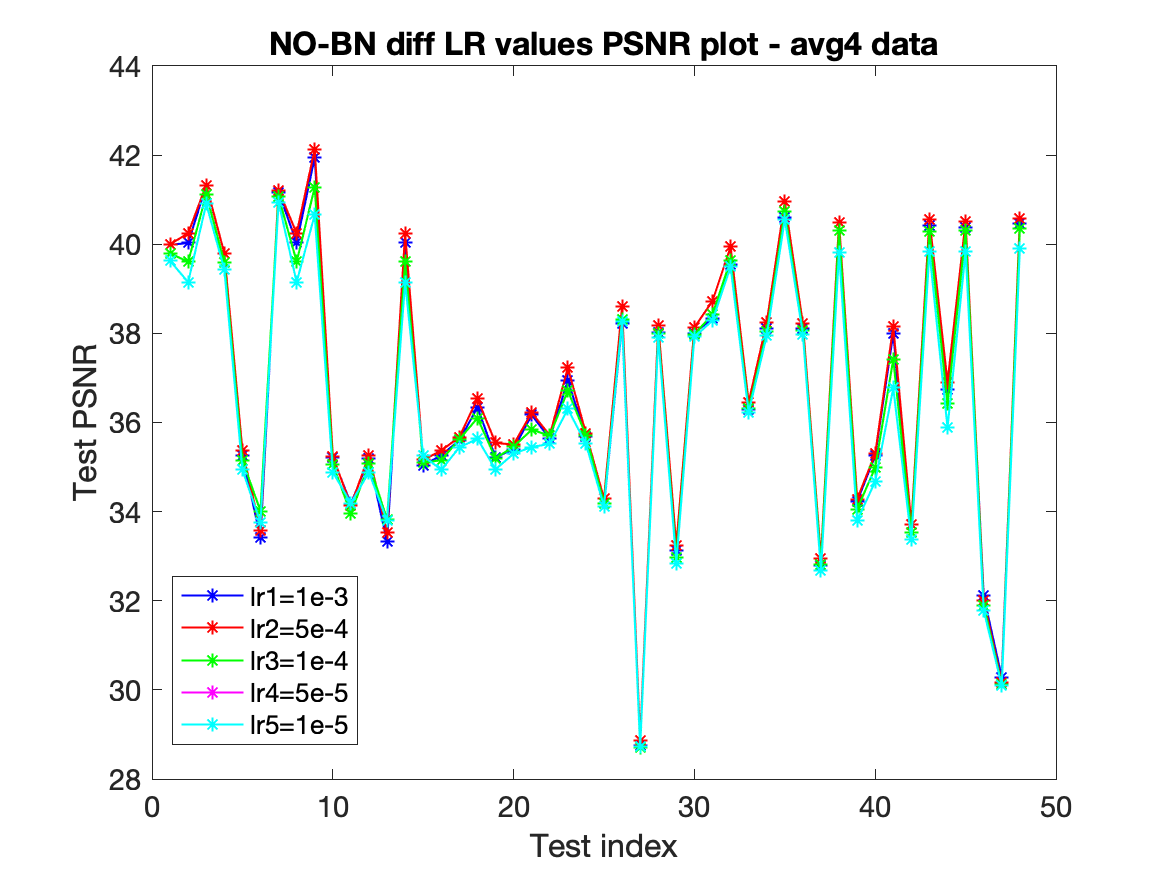 NO-BN diff LR values PSNR plot - avg4 data
44
42
40
38
36
34
32
30
28
Test PSNR
lr1=1e-3
lr2=5e-4
lr3=1e-4
lr4=5e-5
lr5=1e-5
0 10 20 30 40 50
Test index